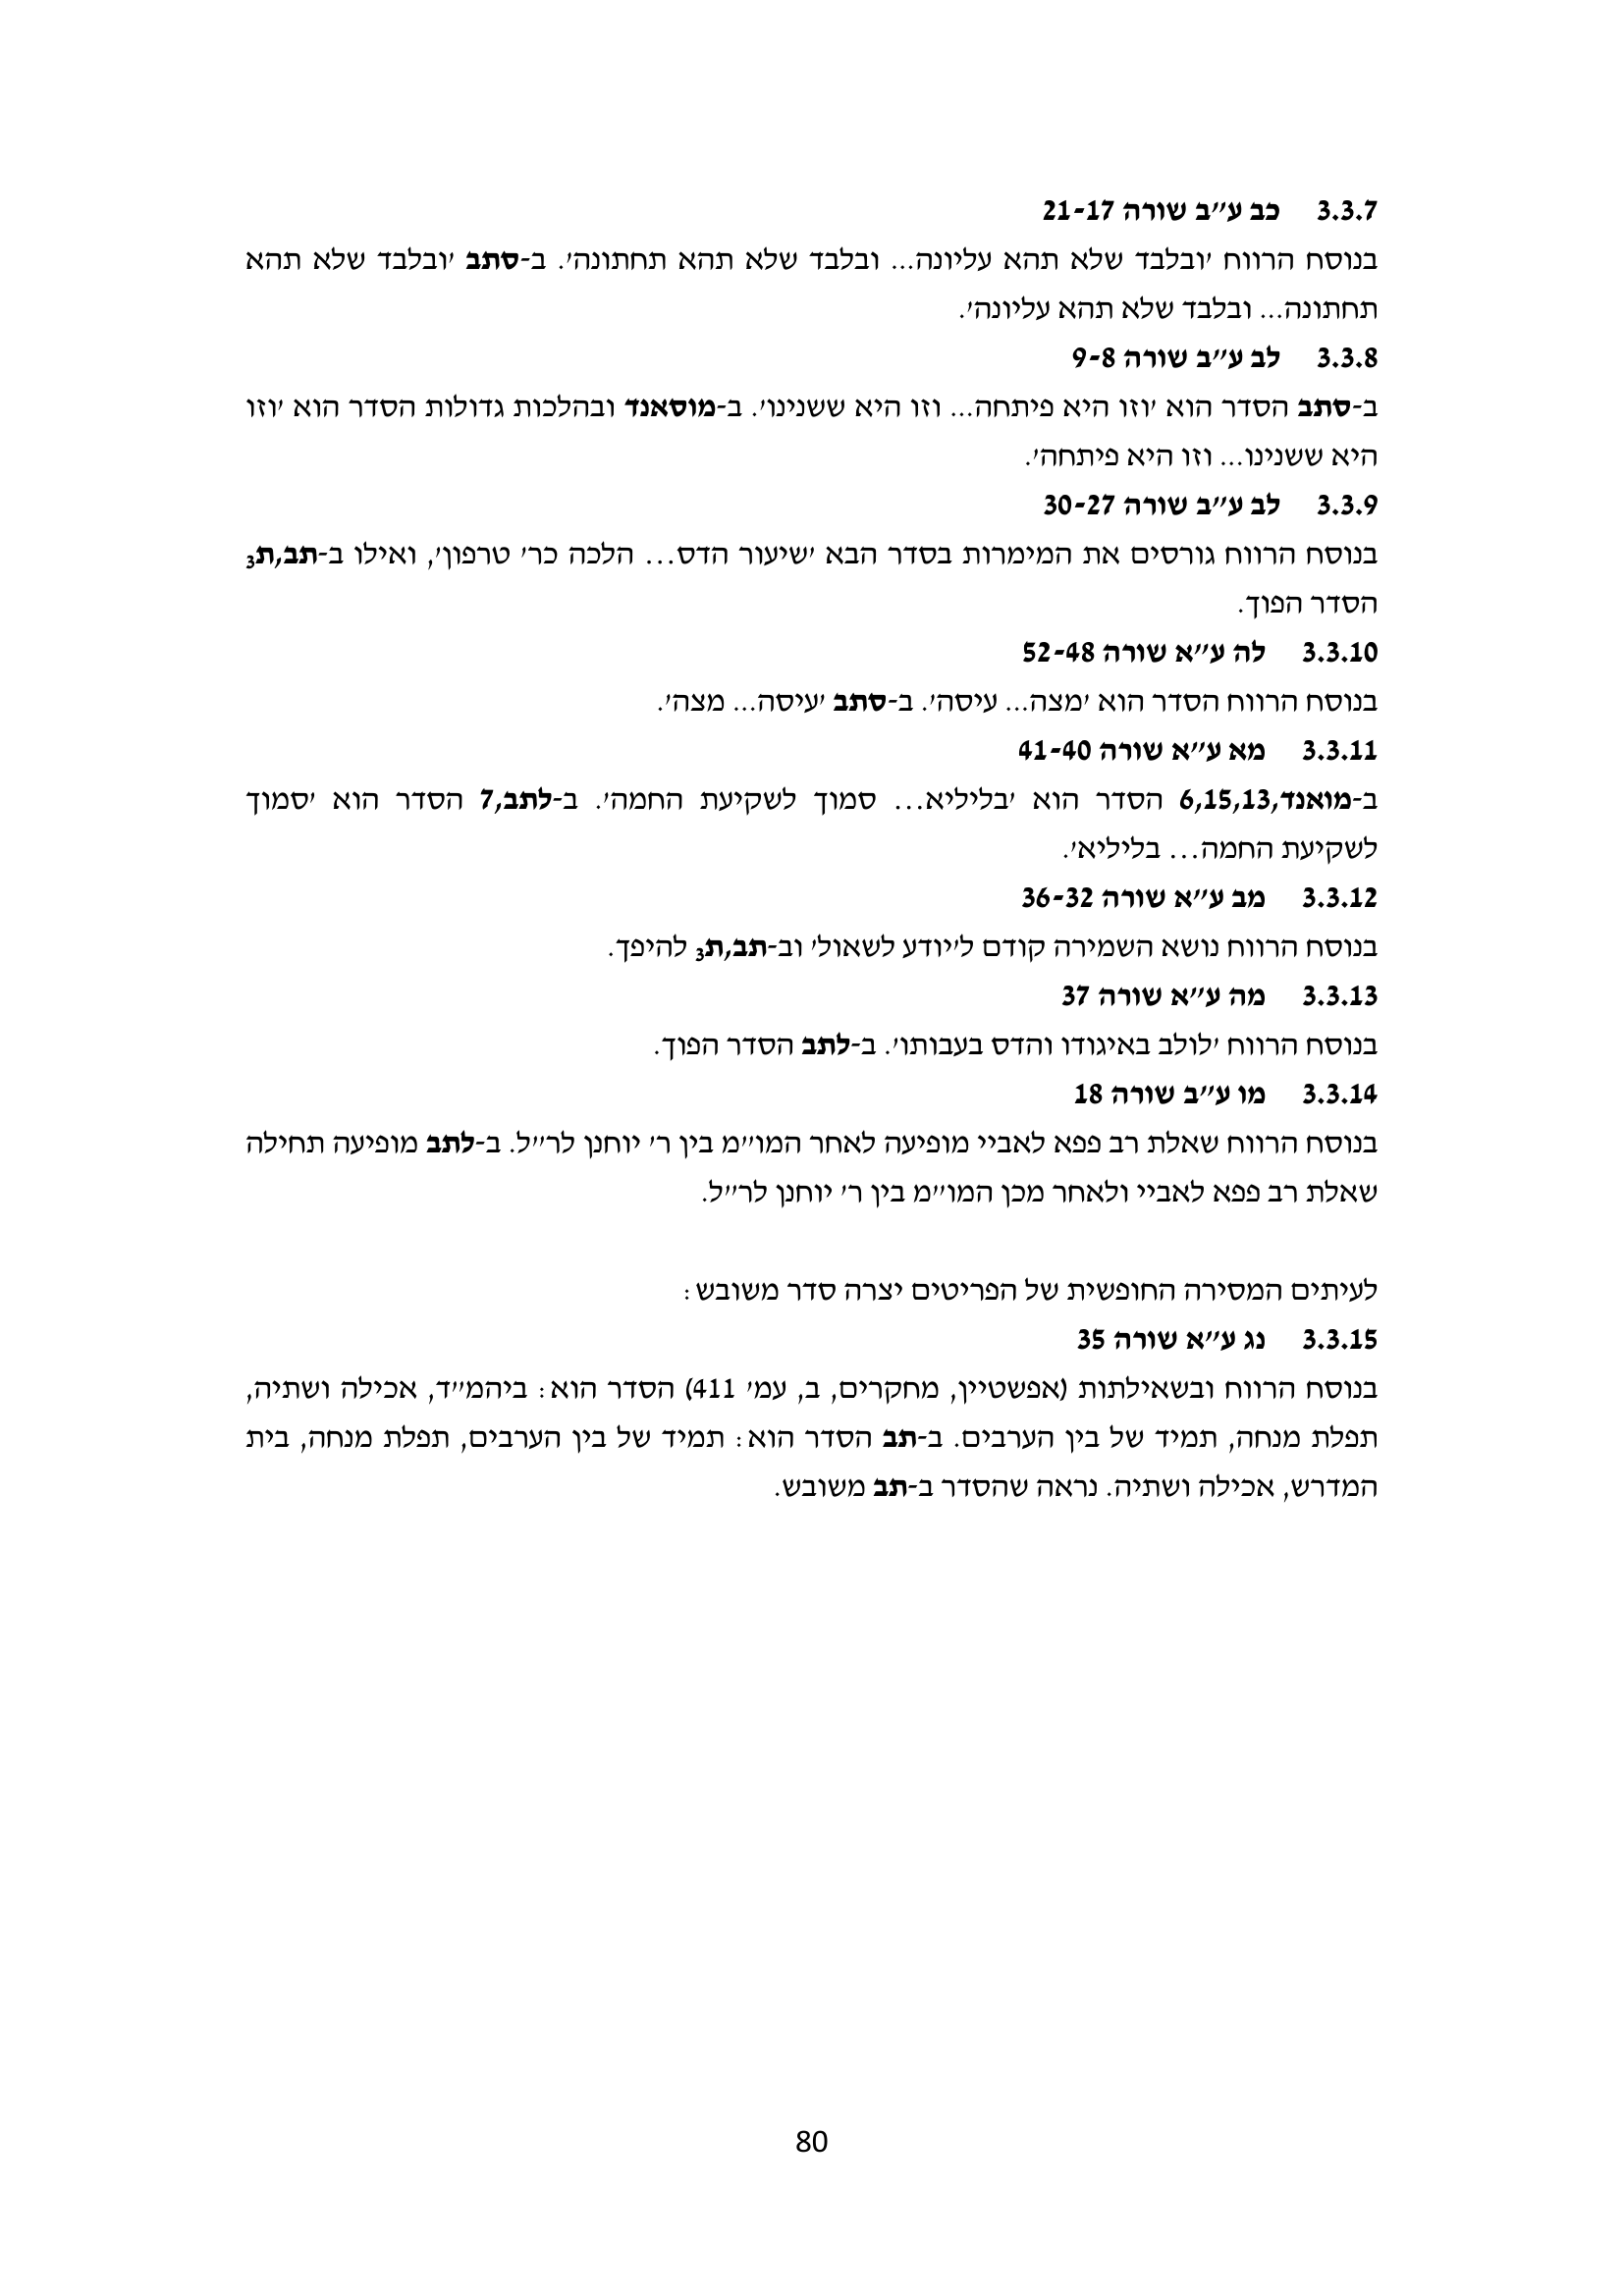 3.3.7 כב ע״ב שורה 21-17
בנוסח הרווח ׳ובלבד שלא תהא עליונה... ובלבד שלא תהא תחתונה׳. ב-סתב ׳ובלבד שלא תהא
תחתונה... ובלבד שלא תהא עליונה׳.
3.3.8 לב ע״ב שורה 9-8
ב-סתב הסדר הוא ׳וזו היא פיתחה... וזו היא ששנינו׳. ב-מוסאנד ובהלכות גדולות הסדר הוא ׳וזו
היא ששנינו... וזו היא פיתחה׳.
3.3.9 לב ע״ב שורה 30-27
בנוסח הרווח גורסים את המימרות בסדר הבא ׳שיעור הדס... הלכה כר׳ טרפון׳, ואילו ב-תב,ת₃
הסדר הפוך.
3.3.10 לה ע״א שורה 52-48
בנוסח הרווח הסדר הוא ׳מצה... עיסה׳. ב-סתב ׳עיסה... מצה׳.
3.3.11 מא ע״א שורה 41-40
ב-מואנד,6,15,13 הסדר הוא ׳בליליא... סמוך לשקיעת החמה׳. ב-לתב,7 הסדר הוא ׳סמוך
לשקיעת החמה... בליליא׳.
3.3.12 מב ע״א שורה 36-32
בנוסח הרווח נושא השמירה קודם ל׳יודע לשאול׳ וב-תב,ת₃ להיפך.
3.3.13 מה ע״א שורה 37
בנוסח הרווח ׳לולב באיגודו והדס בעבותו׳. ב-לתב הסדר הפוך.
3.3.14 מו ע״ב שורה 18
בנוסח הרווח שאלת רב פפא לאביי מופיעה לאחר המו״מ בין ר׳ יוחנן לר״ל. ב-לתב מופיעה תחילה
שאלת רב פפא לאביי ולאחר מכן המו״מ בין ר׳ יוחנן לר״ל.
לעיתים המסירה החופשית של הפריטים יצרה סדר משובש:
3.3.15 נג ע״א שורה 35
בנוסח הרווח ובשאילתות (אפשטיין, מחקרים, ב, עמ׳ 411) הסדר הוא: ביהמ״ד, אכילה ושתיה,
תפלת מנחה, תמיד של בין הערבים. ב-תב הסדר הוא: תמיד של בין הערבים, תפלת מנחה, בית
המדרש, אכילה ושתיה. נראה שהסדר ב-תב משובש.
80